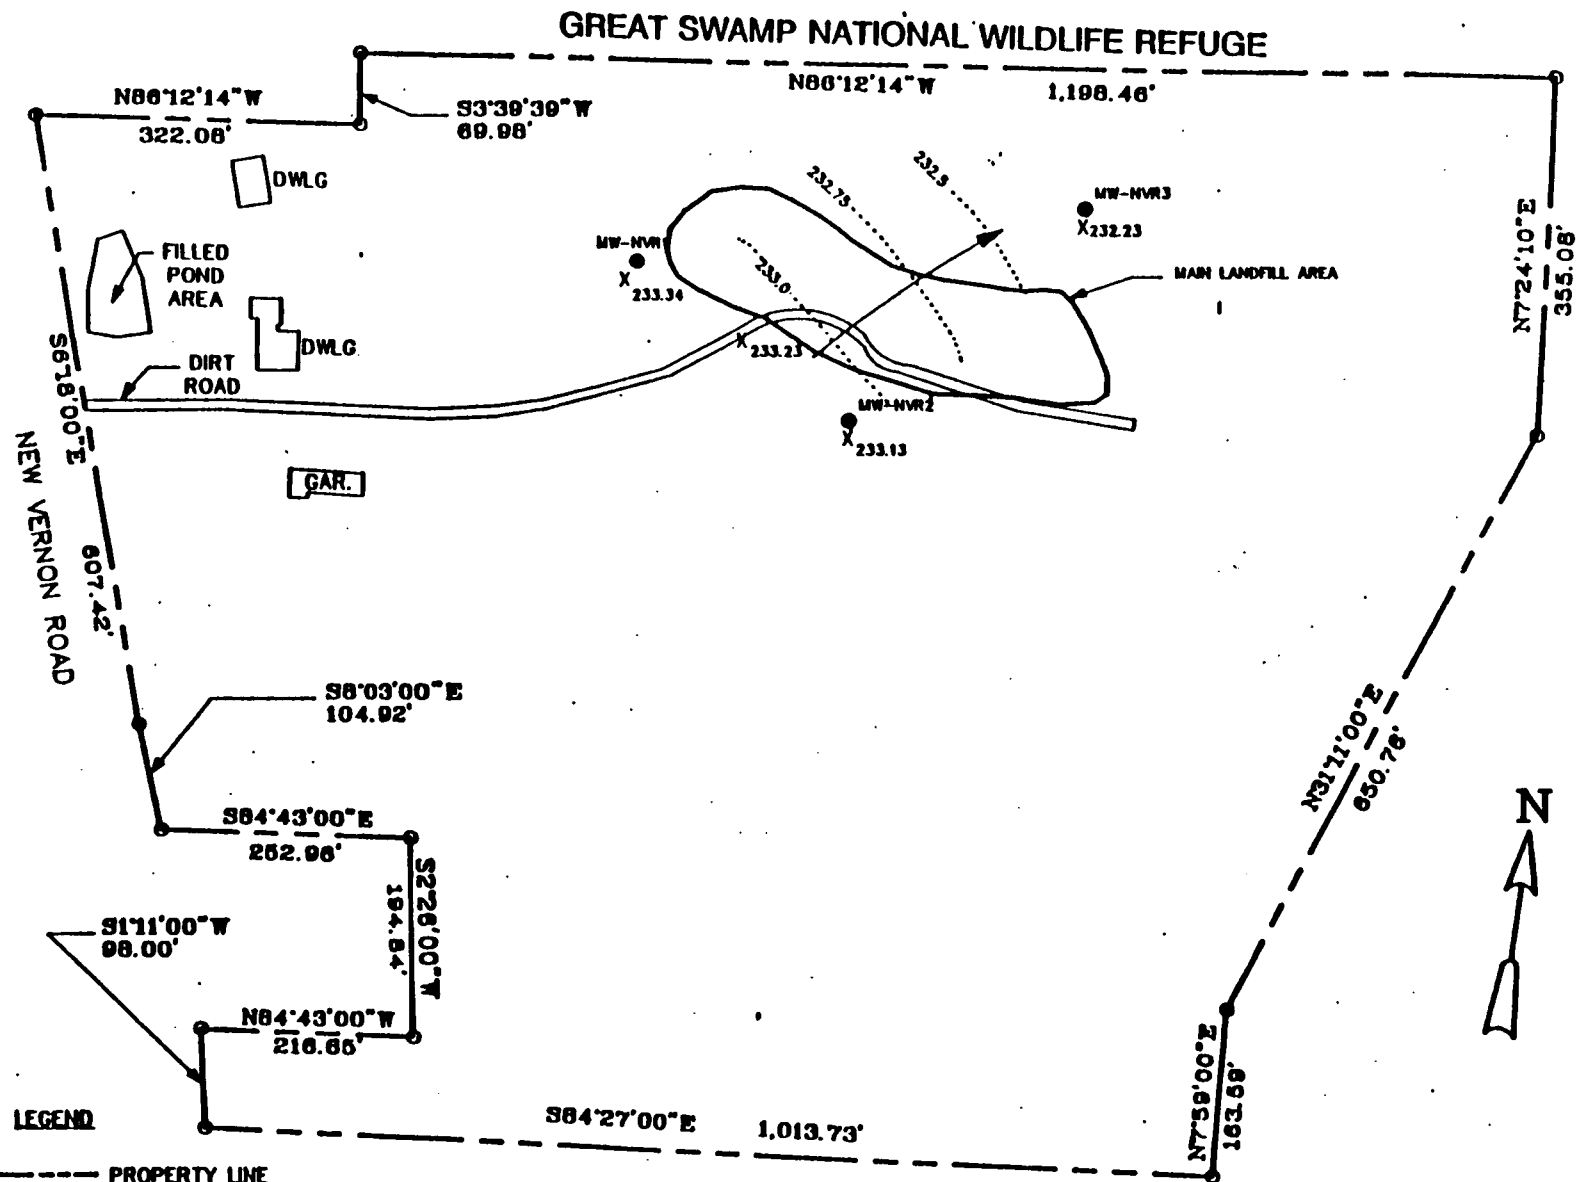 GREAT SWAMP NATIONAL WILDLIFE REFUGE
N86°12'14"W
322.08'
S3°39'39"W
69.98'
N86°12'14"W
1,198.46'
DWLG
FILLED
POND
AREA
DWLG
DIRT
ROAD
GAR.
MW-NVR1
X 233.34
X 233.23
233.0
232.75
232.5
MW-NVR3
X 232.23
MAIN LANDFILL AREA
MW-NVR2
X 233.13
N7°24'10"E
355.08'
S6°18'00"E
607.42'
NEW VERNON ROAD
S8°03'00"E
104.92'
S84°43'00"E
252.96'
S2°26'00"W
194.84'
S1°11'00"W
98.00'
N84°43'00"W
216.65'
N31°11'00"E
650.76'
N
N7°59'00"E
163.59'
S84°27'00"E
1,013.73'
LEGEND
PROPERTY LINE